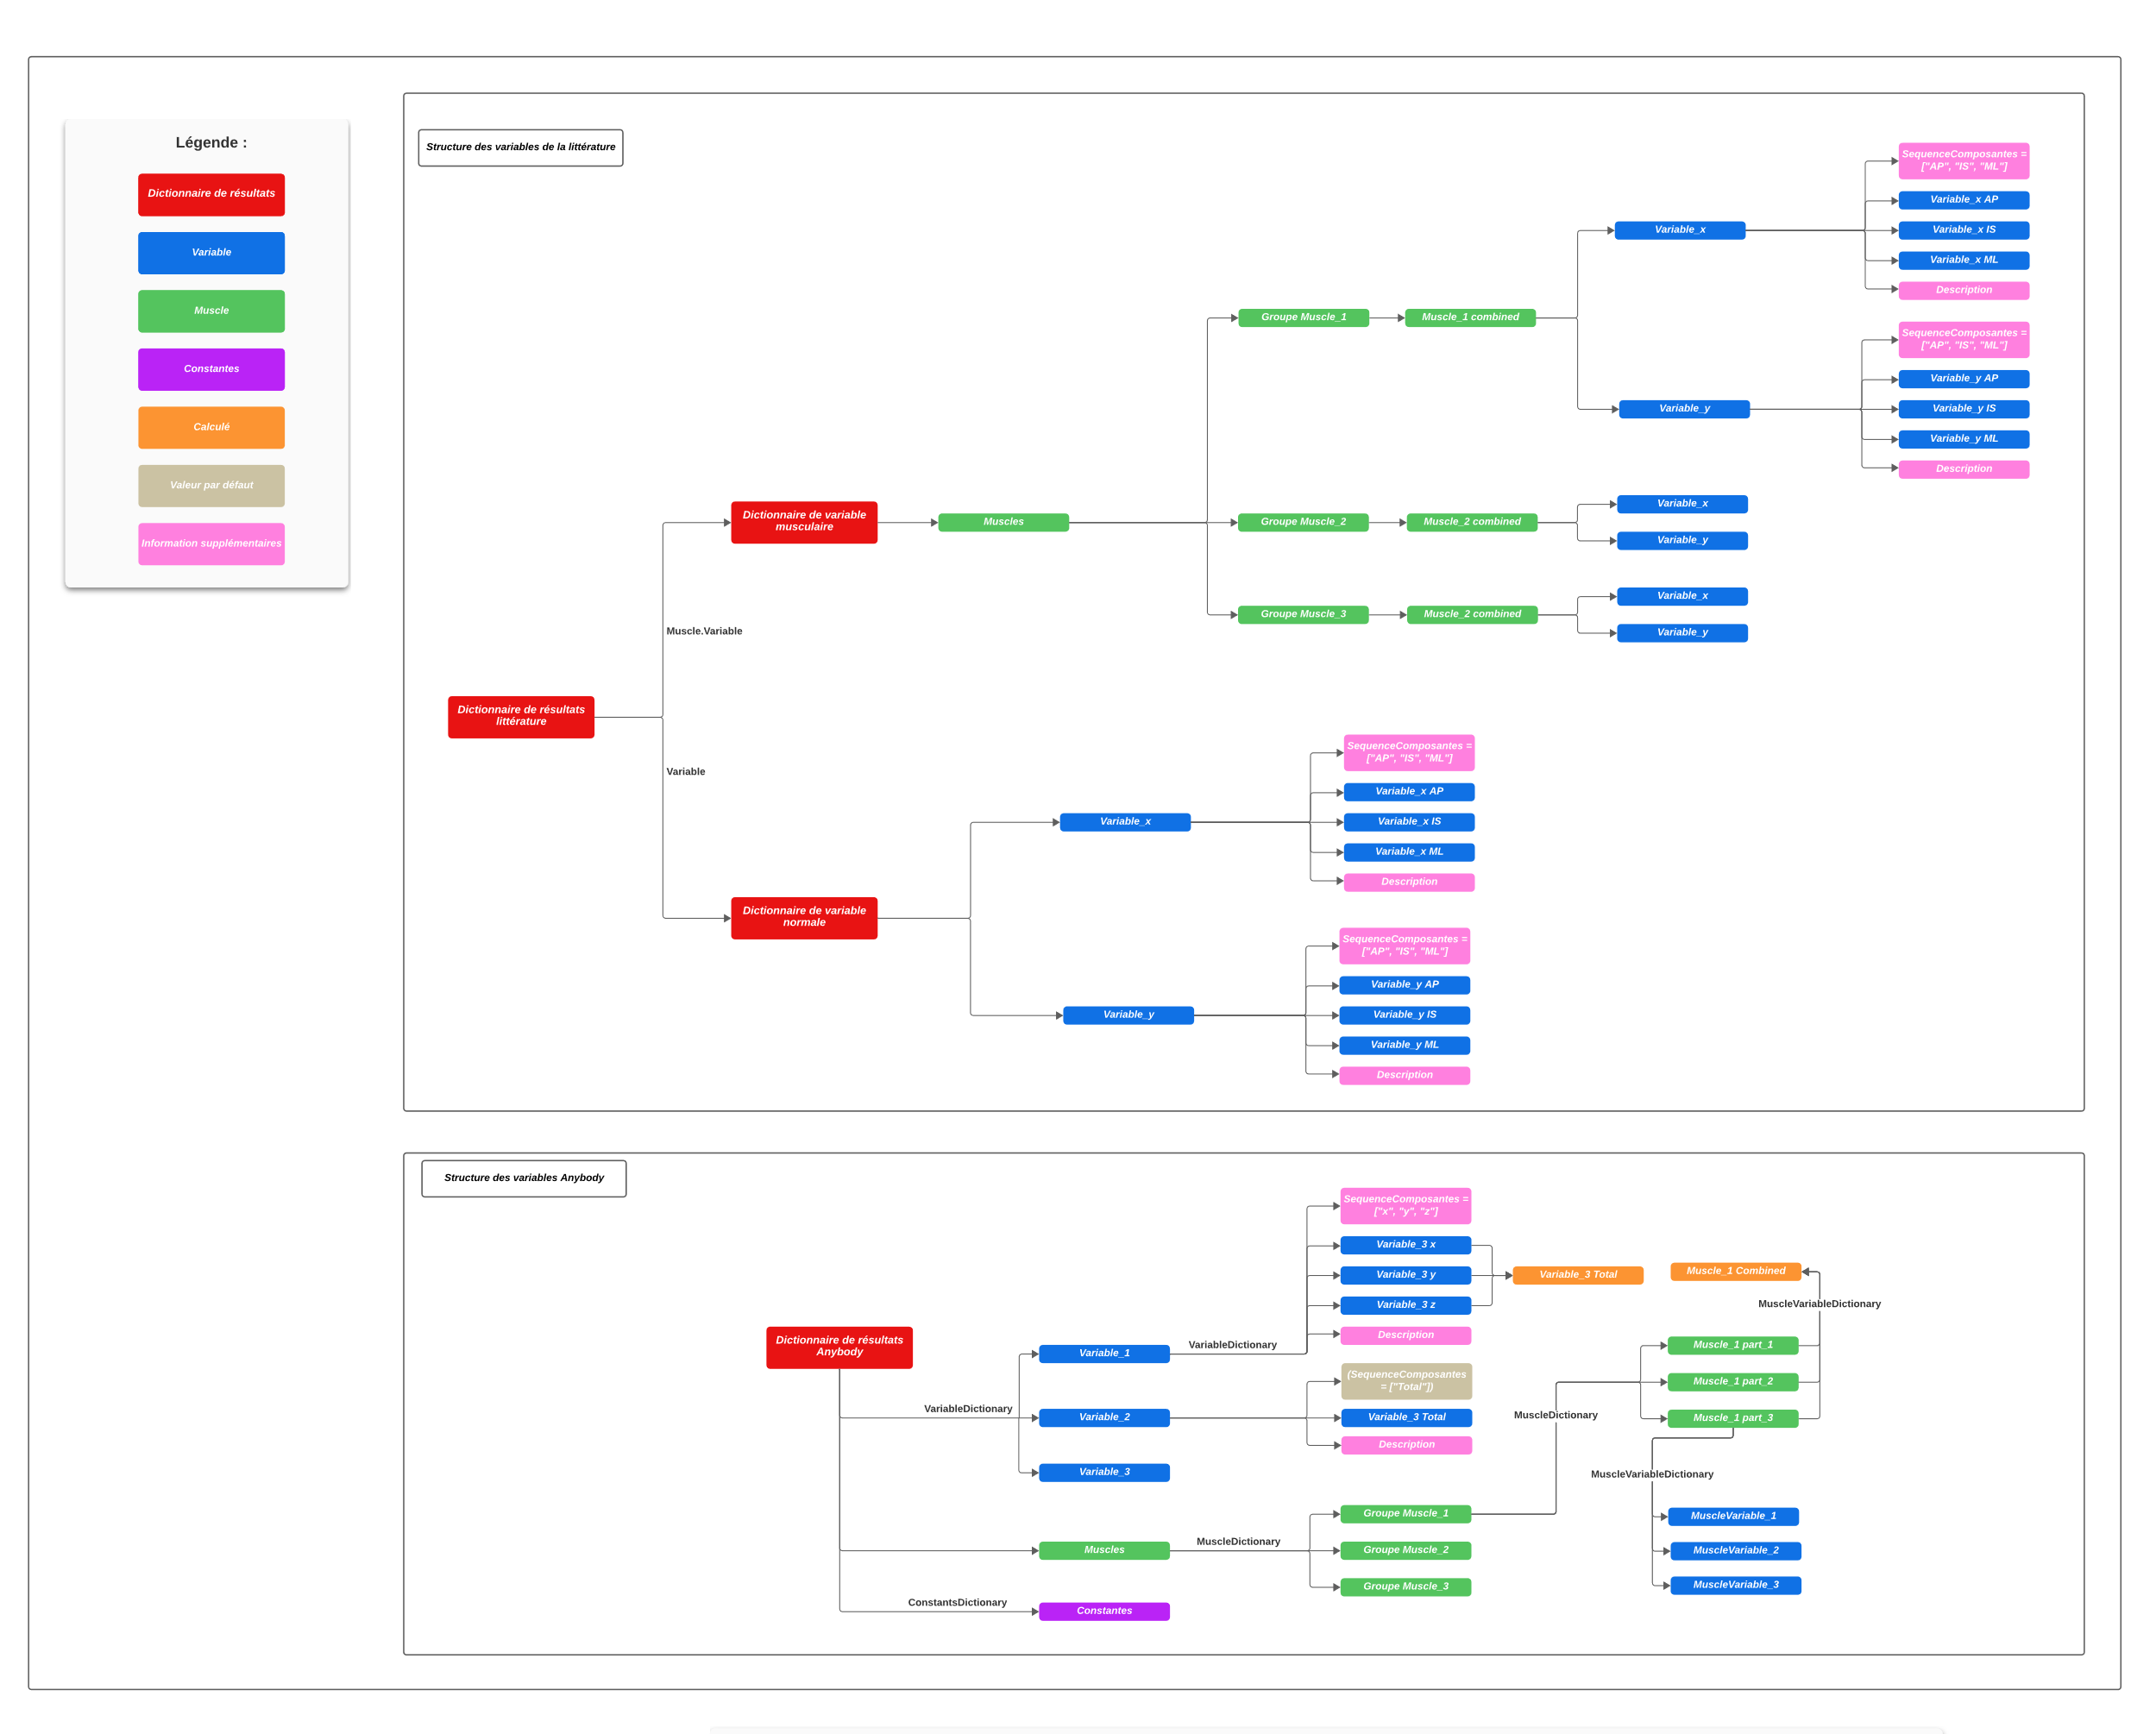 Légende :
Dictionnaire de résultats
Variable
Muscle
Constantes
Calculé
Valeur par défaut
Information supplémentaires
Structure des variables de la littérature
Dictionnaire de résultats
littérature
Muscle.Variable
Variable
Dictionnaire de variable
musculaire
Muscles
Groupe Muscle_1
Muscle_1 combined
Variable_x
SequenceComposantes =
["AP", "IS", "ML"]
Variable_x AP
Variable_x IS
Variable_x ML
Description
Variable_y
SequenceComposantes =
["AP", "IS", "ML"]
Variable_y AP
Variable_y IS
Variable_y ML
Description
Groupe Muscle_2
Muscle_2 combined
Variable_x
Variable_y
Groupe Muscle_3
Muscle_2 combined
Variable_x
Variable_y
Dictionnaire de variable
normale
Variable_x
SequenceComposantes =
["AP", "IS", "ML"]
Variable_x AP
Variable_x IS
Variable_x ML
Description
Variable_y
SequenceComposantes =
["AP", "IS", "ML"]
Variable_y AP
Variable_y IS
Variable_y ML
Description
Structure des variables Anybody
Dictionnaire de résultats
Anybody
VariableDictionary
Variable_1
VariableDictionary
SequenceComposantes =
["x", "y", "z"]
Variable_3 x
Variable_3 y
Variable_3 z
Description
Variable_3 Total
Variable_2
(SequenceComposantes
= ["Total"])
Variable_3 Total
Description
Variable_3
Muscles
MuscleDictionary
Groupe Muscle_1
Groupe Muscle_2
Groupe Muscle_3
MuscleDictionary
Muscle_1 Combined
MuscleVariableDictionary
Muscle_1 part_1
Muscle_1 part_2
Muscle_1 part_3
MuscleVariableDictionary
MuscleVariable_1
MuscleVariable_2
MuscleVariable_3
ConstantsDictionary
Constantes